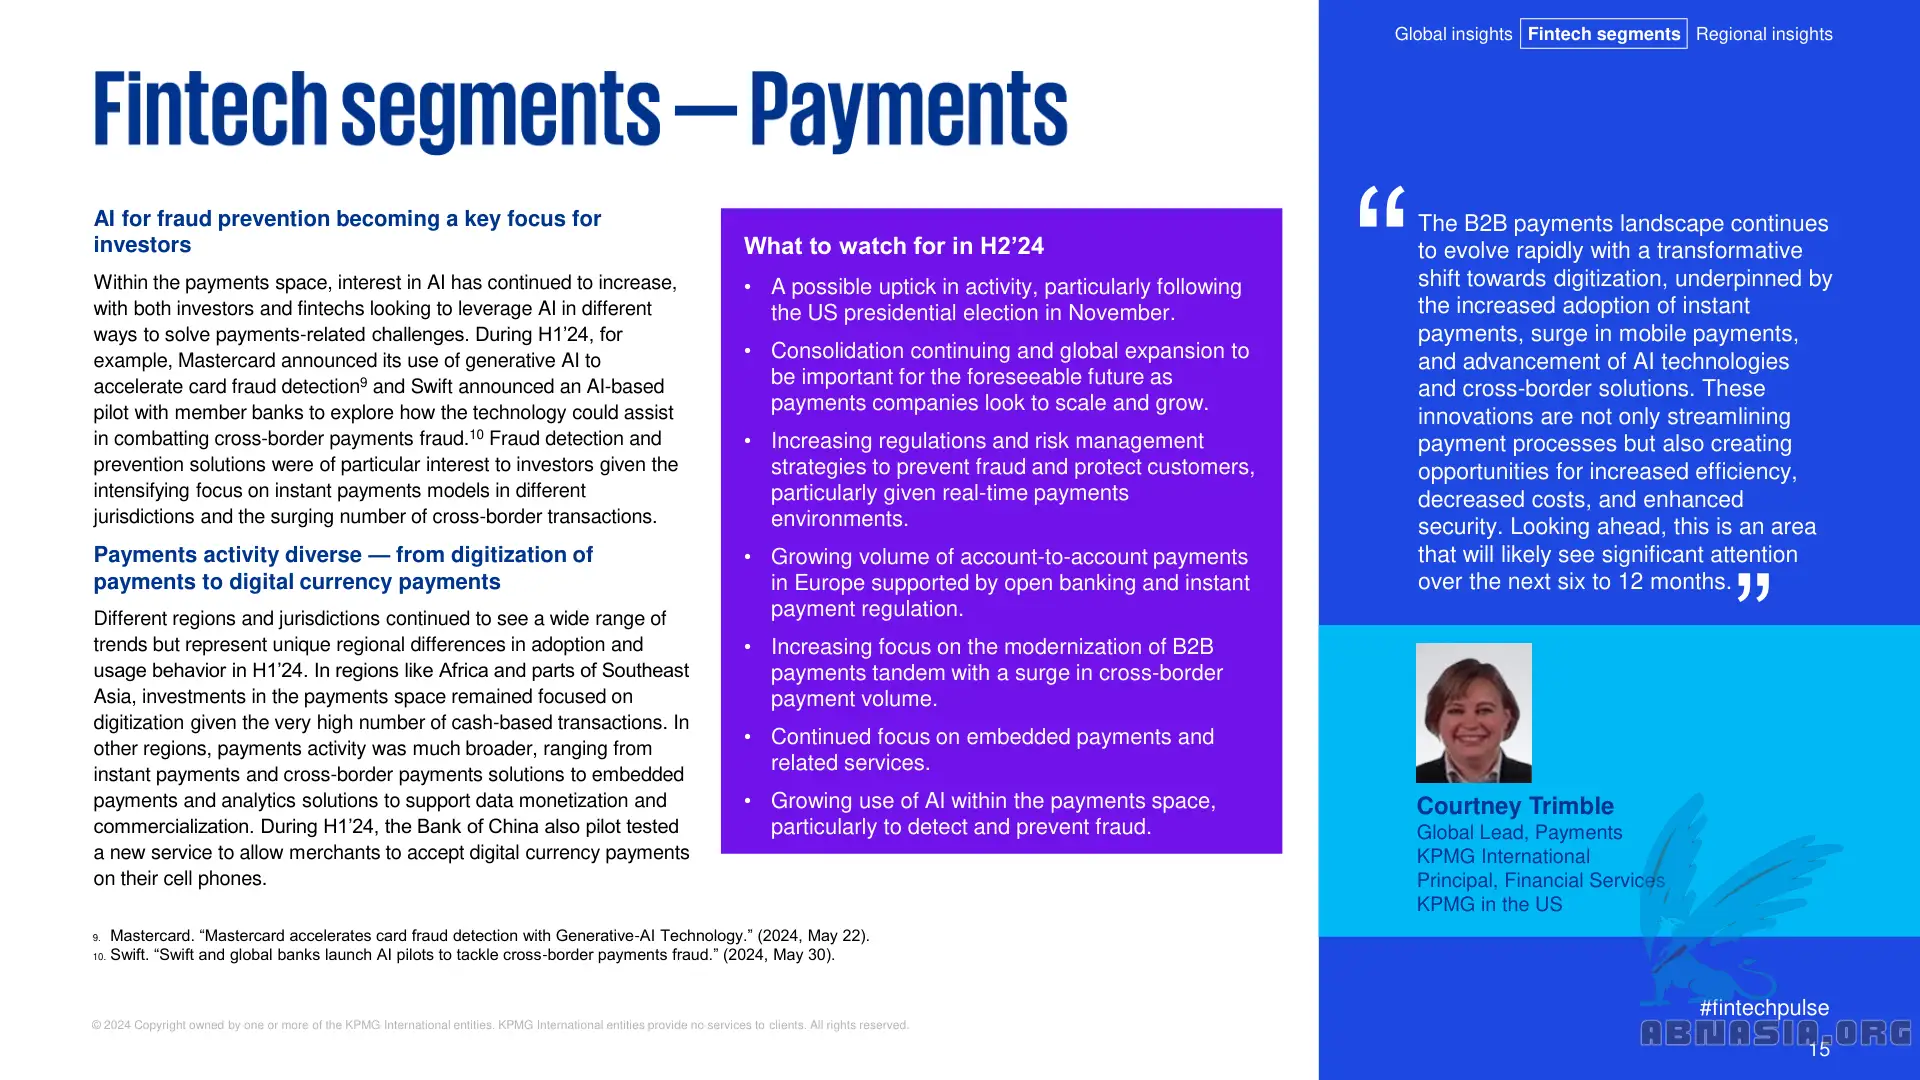 Global insights Fintech segments Regional insights
Fintech segments — Payments
AI for fraud prevention becoming a key focus for
investors
Within the payments space, interest in AI has continued to increase,
with both investors and fintechs looking to leverage AI in different
ways to solve payments-related challenges. During H1’24, for
example, Mastercard announced its use of generative AI to
accelerate card fraud detection⁹ and Swift announced an AI-based
pilot with member banks to explore how the technology could assist
in combatting cross-border payments fraud.¹⁰ Fraud detection and
prevention solutions were of particular interest to investors given the
intensifying focus on instant payments models in different
jurisdictions and the surging number of cross-border transactions.
Payments activity diverse — from digitization of
payments to digital currency payments
Different regions and jurisdictions continued to see a wide range of
trends but represent unique regional differences in adoption and
usage behavior in H1’24. In regions like Africa and parts of Southeast
Asia, investments in the payments space remained focused on
digitization given the very high number of cash-based transactions. In
other regions, payments activity was much broader, ranging from
instant payments and cross-border payments solutions to embedded
payments and analytics solutions to support data monetization and
commercialization. During H1’24, the Bank of China also pilot tested
a new service to allow merchants to accept digital currency payments
on their cell phones.
What to watch for in H2’24
• A possible uptick in activity, particularly following
the US presidential election in November.
• Consolidation continuing and global expansion to
be important for the foreseeable future as
payments companies look to scale and grow.
• Increasing regulations and risk management
strategies to prevent fraud and protect customers,
particularly given real-time payments
environments.
• Growing volume of account-to-account payments
in Europe supported by open banking and instant
payment regulation.
• Increasing focus on the modernization of B2B
payments tandem with a surge in cross-border
payment volume.
• Continued focus on embedded payments and
related services.
• Growing use of AI within the payments space,
particularly to detect and prevent fraud.
“ The B2B payments landscape continues
to evolve rapidly with a transformative
shift towards digitization, underpinned by
the increased adoption of instant
payments, surge in mobile payments,
and advancement of AI technologies
and cross-border solutions. These
innovations are not only streamlining
payment processes but also creating
opportunities for increased efficiency,
decreased costs, and enhanced
security. Looking ahead, this is an area
that will likely see significant attention
over the next six to 12 months. ”
Courtney Trimble
Global Lead, Payments
KPMG International
Principal, Financial Services
KPMG in the US
9. Mastercard. “Mastercard accelerates card fraud detection with Generative-AI Technology.” (2024, May 22).
10. Swift. “Swift and global banks launch AI pilots to tackle cross-border payments fraud.” (2024, May 30).
© 2024 Copyright owned by one or more of the KPMG International entities. KPMG International entities provide no services to clients. All rights reserved.
#fintechpulse
ABNASIA.ORG
15